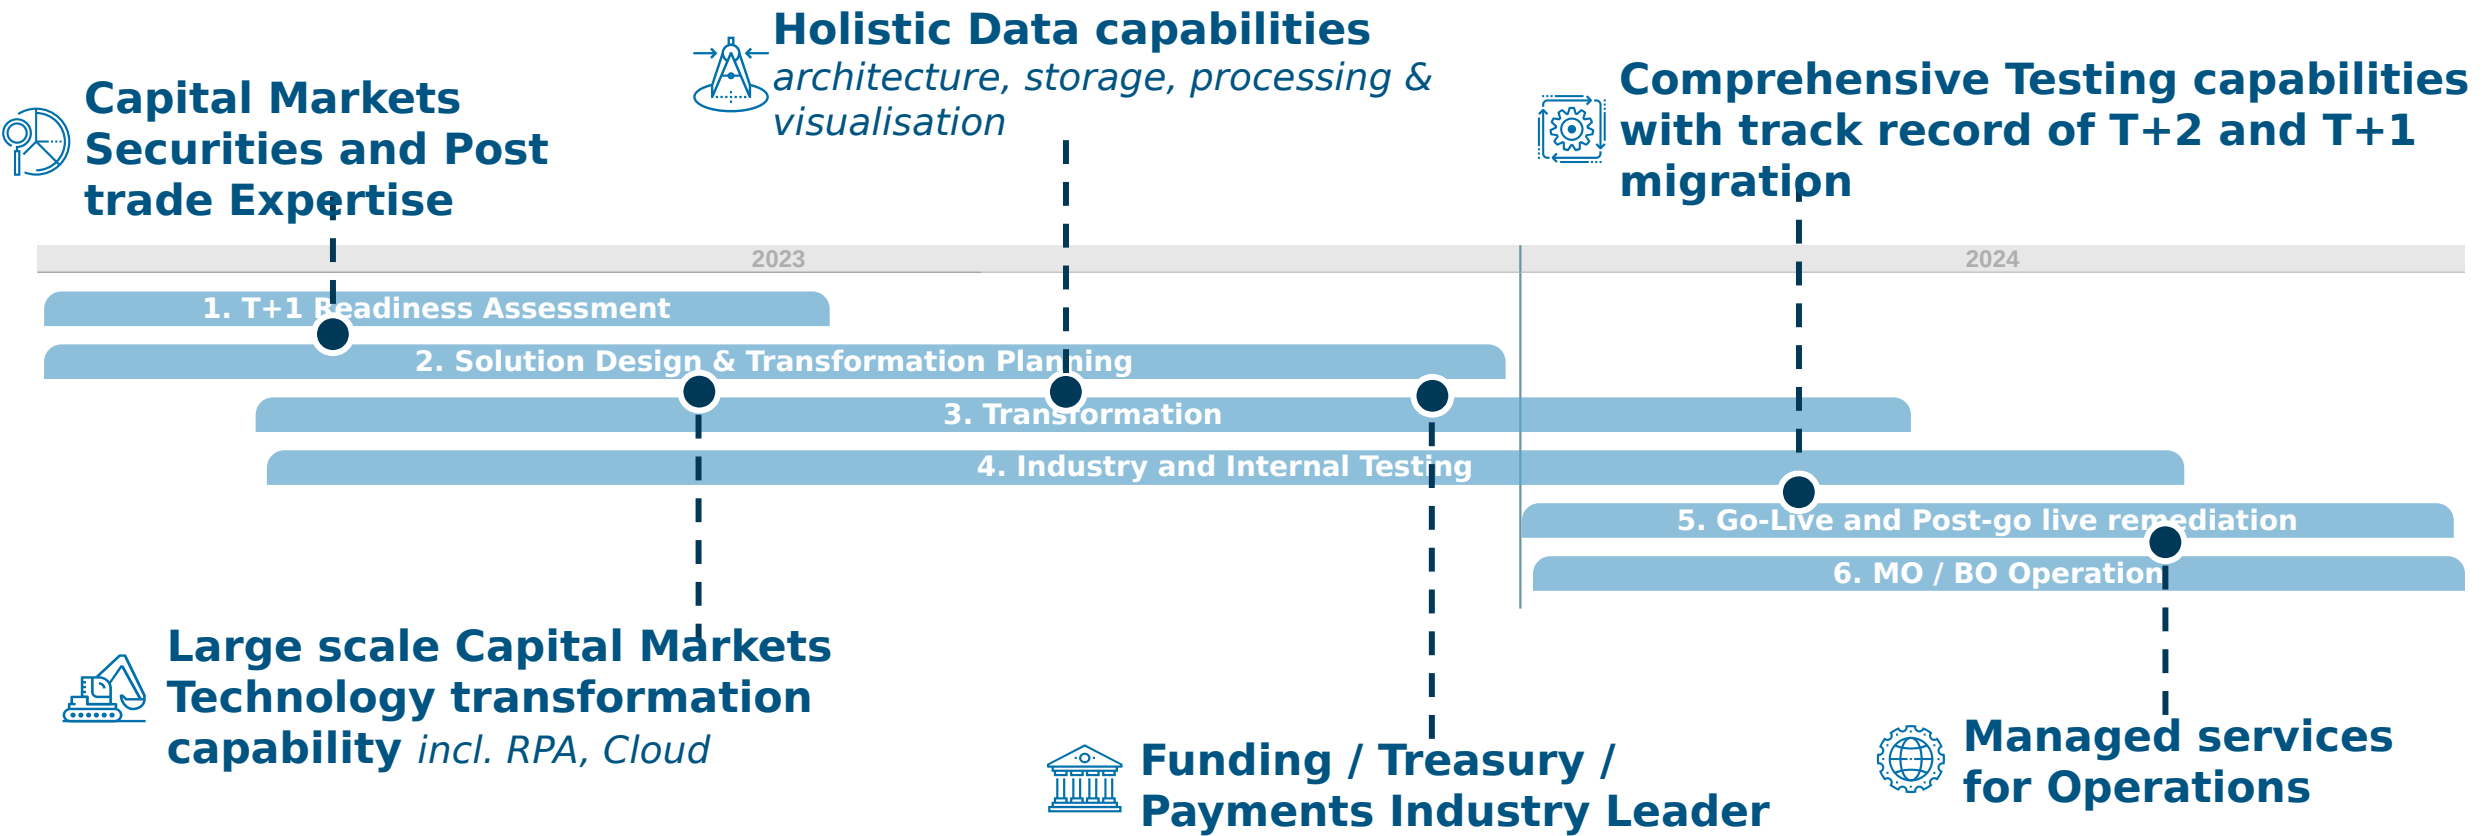 Holistic Data capabilities
architecture, storage, processing &
visualisation
Capital Markets
Securities and Post
trade Expertise
Comprehensive Testing capabilities
with track record of T+2 and T+1
migration
2023
2024
1. T+1 Readiness Assessment
2. Solution Design & Transformation Planning
3. Transformation
4. Industry and Internal Testing
5. Go-Live and Post-go live remediation
6. MO / BO Operation
Large scale Capital Markets
Technology transformation
capability incl. RPA, Cloud
Funding / Treasury /
Payments Industry Leader
Managed services
for Operations